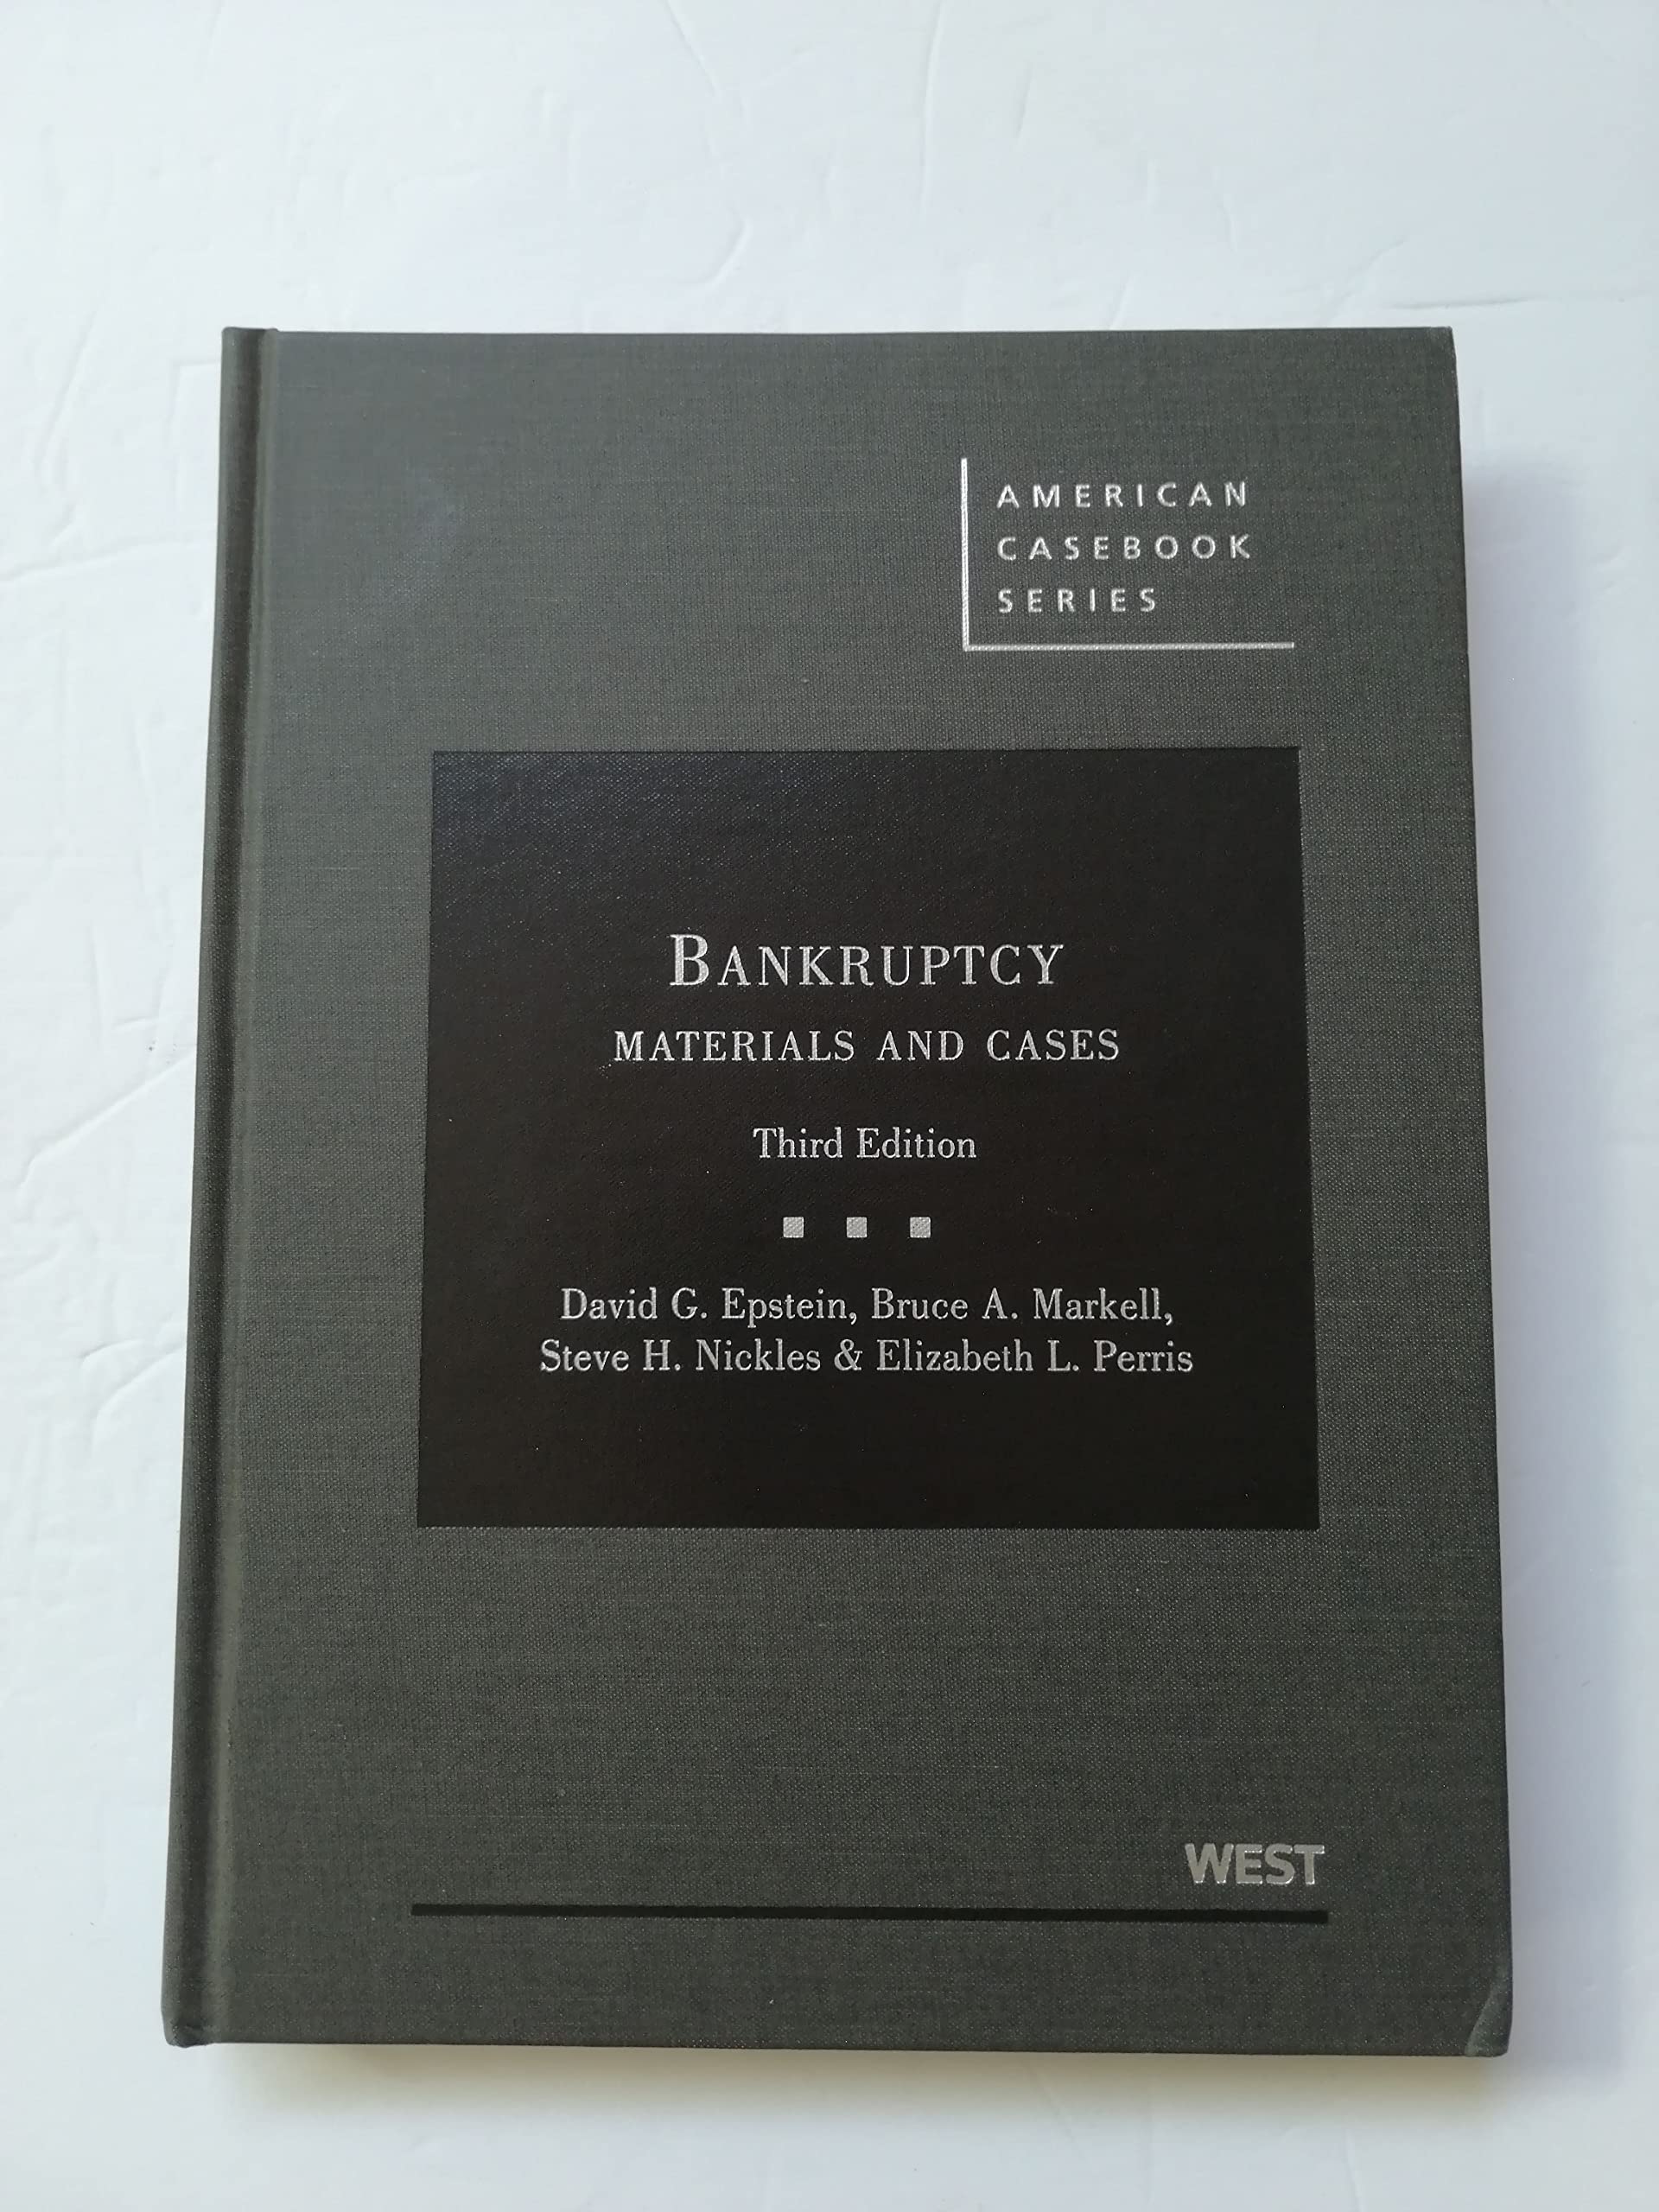 AMERICAN
CASEBOOK
SERIES
BANKRUPTCY
MATERIALS AND CASES
Third Edition
David G. Epstein, Bruce A. Markell,
Steve H. Nickles & Elizabeth L. Perris
WEST